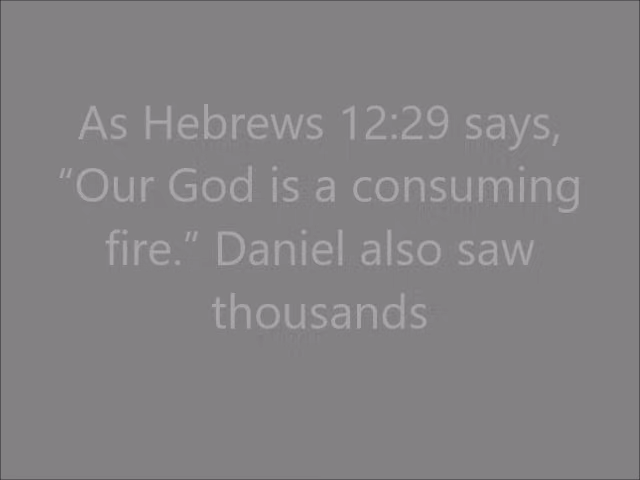 As Hebrews 12:29 says,
“Our God is a consuming
fire.” Daniel also saw
thousands